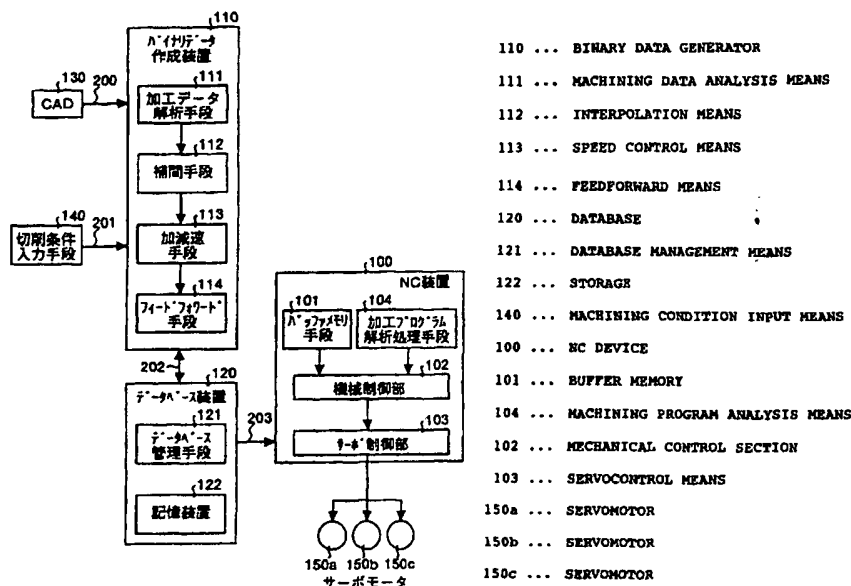 110
バイナリデータ
作成装置
111
加工データ
解析手段
112
補間手段
113
加減速
手段
114
フィードフォワード
手段
130
200
CAD
140
201
切削条件
入力手段
202
120
データベース装置
121
データベース
管理手段
122
記憶装置
203
100
NC装置
101
バッファメモリ
手段
104
加工プログラム
解析処理手段
102
機械制御部
103
サーボ制御部
150a 150b 150c
サーボモータ
110 ... BINARY DATA GENERATOR
111 ... MACHINING DATA ANALYSIS MEANS
112 ... INTERPOLATION MEANS
113 ... SPEED CONTROL MEANS
114 ... FEEDFORWARD MEANS
120 ... DATABASE
121 ... DATABASE MANAGEMENT MEANS
122 ... STORAGE
140 ... MACHINING CONDITION INPUT MEANS
100 ... NC DEVICE
101 ... BUFFER MEMORY
104 ... MACHINING PROGRAM ANALYSIS MEANS
102 ... MECHANICAL CONTROL SECTION
103 ... SERVOCONTROL MEANS
150a ... SERVOMOTOR
150b ... SERVOMOTOR
150c ... SERVOMOTOR